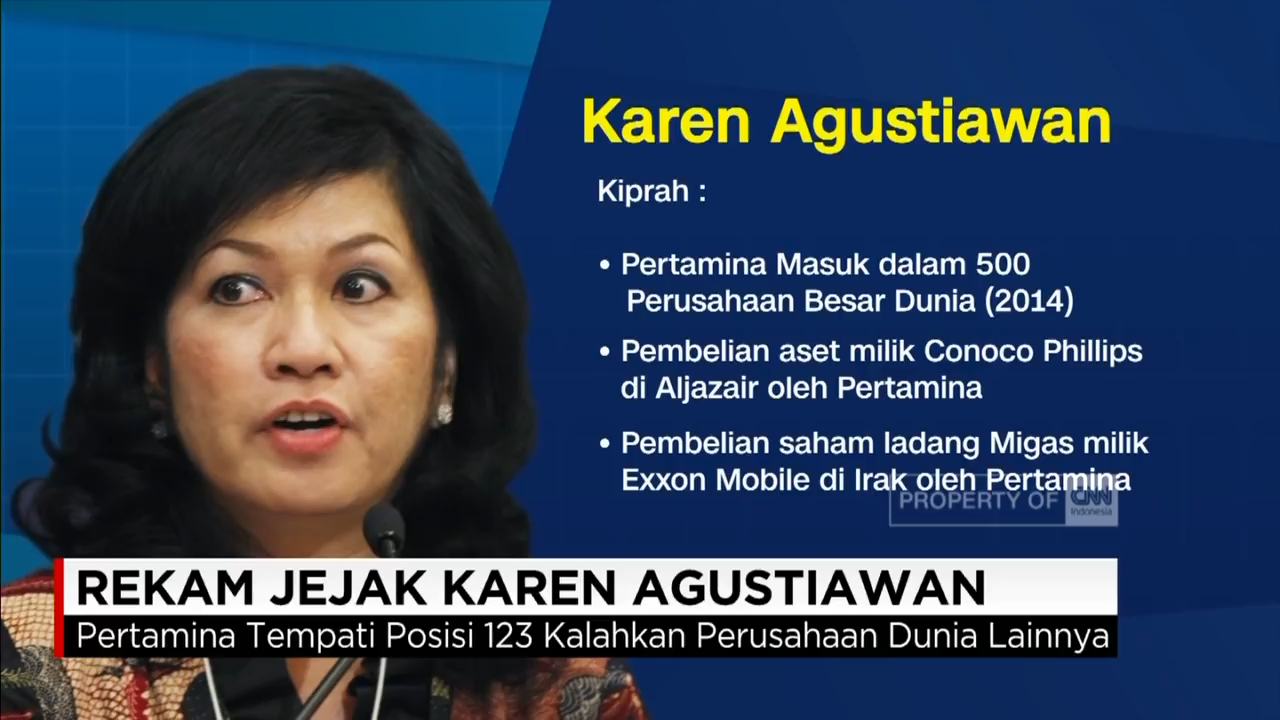 Karen Agustiawan
Kiprah :
• Pertamina Masuk dalam 500
Perusahaan Besar Dunia (2014)
• Pembelian aset milik Conoco Phillips
di Aljazair oleh Pertamina
• Pembelian saham ladang Migas milik
Exxon Mobile di Irak oleh Pertamina
PROPERTY OF CNN Indonesia
REKAM JEJAK KAREN AGUSTIAWAN
Pertamina Tempati Posisi 123 Kalahkan Perusahaan Dunia Lainnya